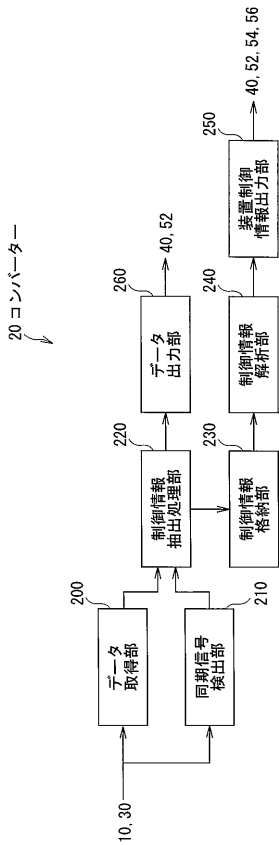 20 コンバーター
10, 30
200
データ
取得部
210
同期信号
検出部
220
制御情報
抽出処理部
260
データ
出力部
40, 52
230
制御情報
格納部
240
制御情報
解析部
250
装置制御
情報出力部
40, 52, 54, 56